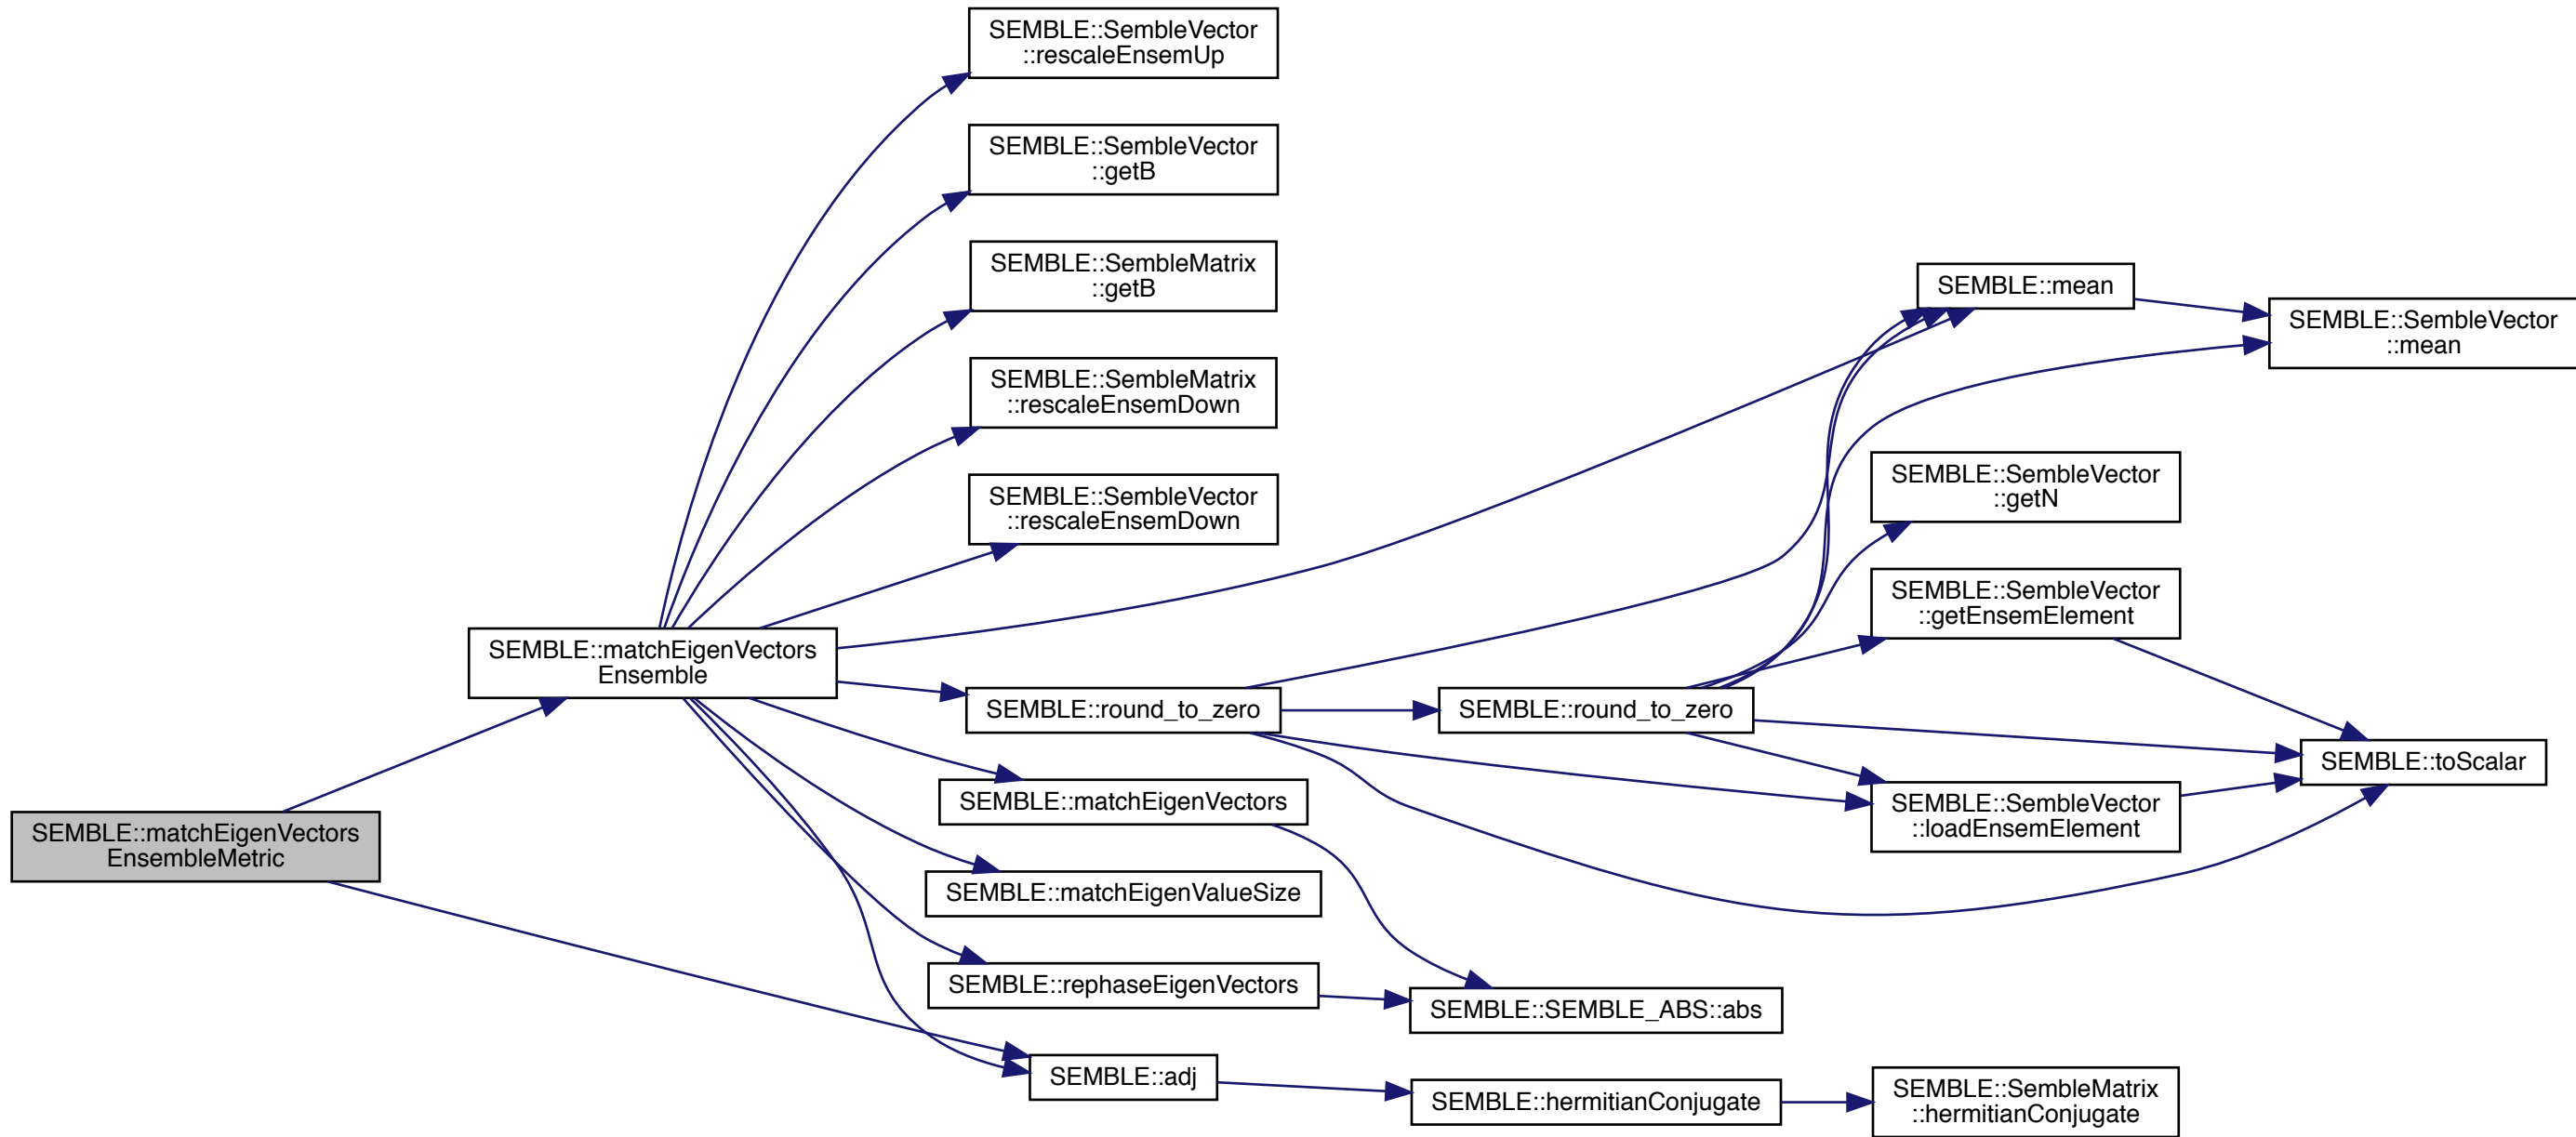 SEMBLE::matchEigenVectors
EnsembleMetric
SEMBLE::matchEigenVectors
Ensemble
SEMBLE::SembleVector
::rescaleEnsemUp
SEMBLE::SembleVector
::getB
SEMBLE::SembleMatrix
::getB
SEMBLE::SembleMatrix
::rescaleEnsemDown
SEMBLE::SembleVector
::rescaleEnsemDown
SEMBLE::round_to_zero
SEMBLE::matchEigenVectors
SEMBLE::matchEigenValueSize
SEMBLE::rephaseEigenVectors
SEMBLE::adj
SEMBLE::round_to_zero
SEMBLE::SEMBLE_ABS::abs
SEMBLE::hermitianConjugate
SEMBLE::mean
SEMBLE::SembleVector
::getN
SEMBLE::SembleVector
::getEnsemElement
SEMBLE::SembleVector
::loadEnsemElement
SEMBLE::SembleMatrix
::hermitianConjugate
SEMBLE::SembleVector
::mean
SEMBLE::toScalar